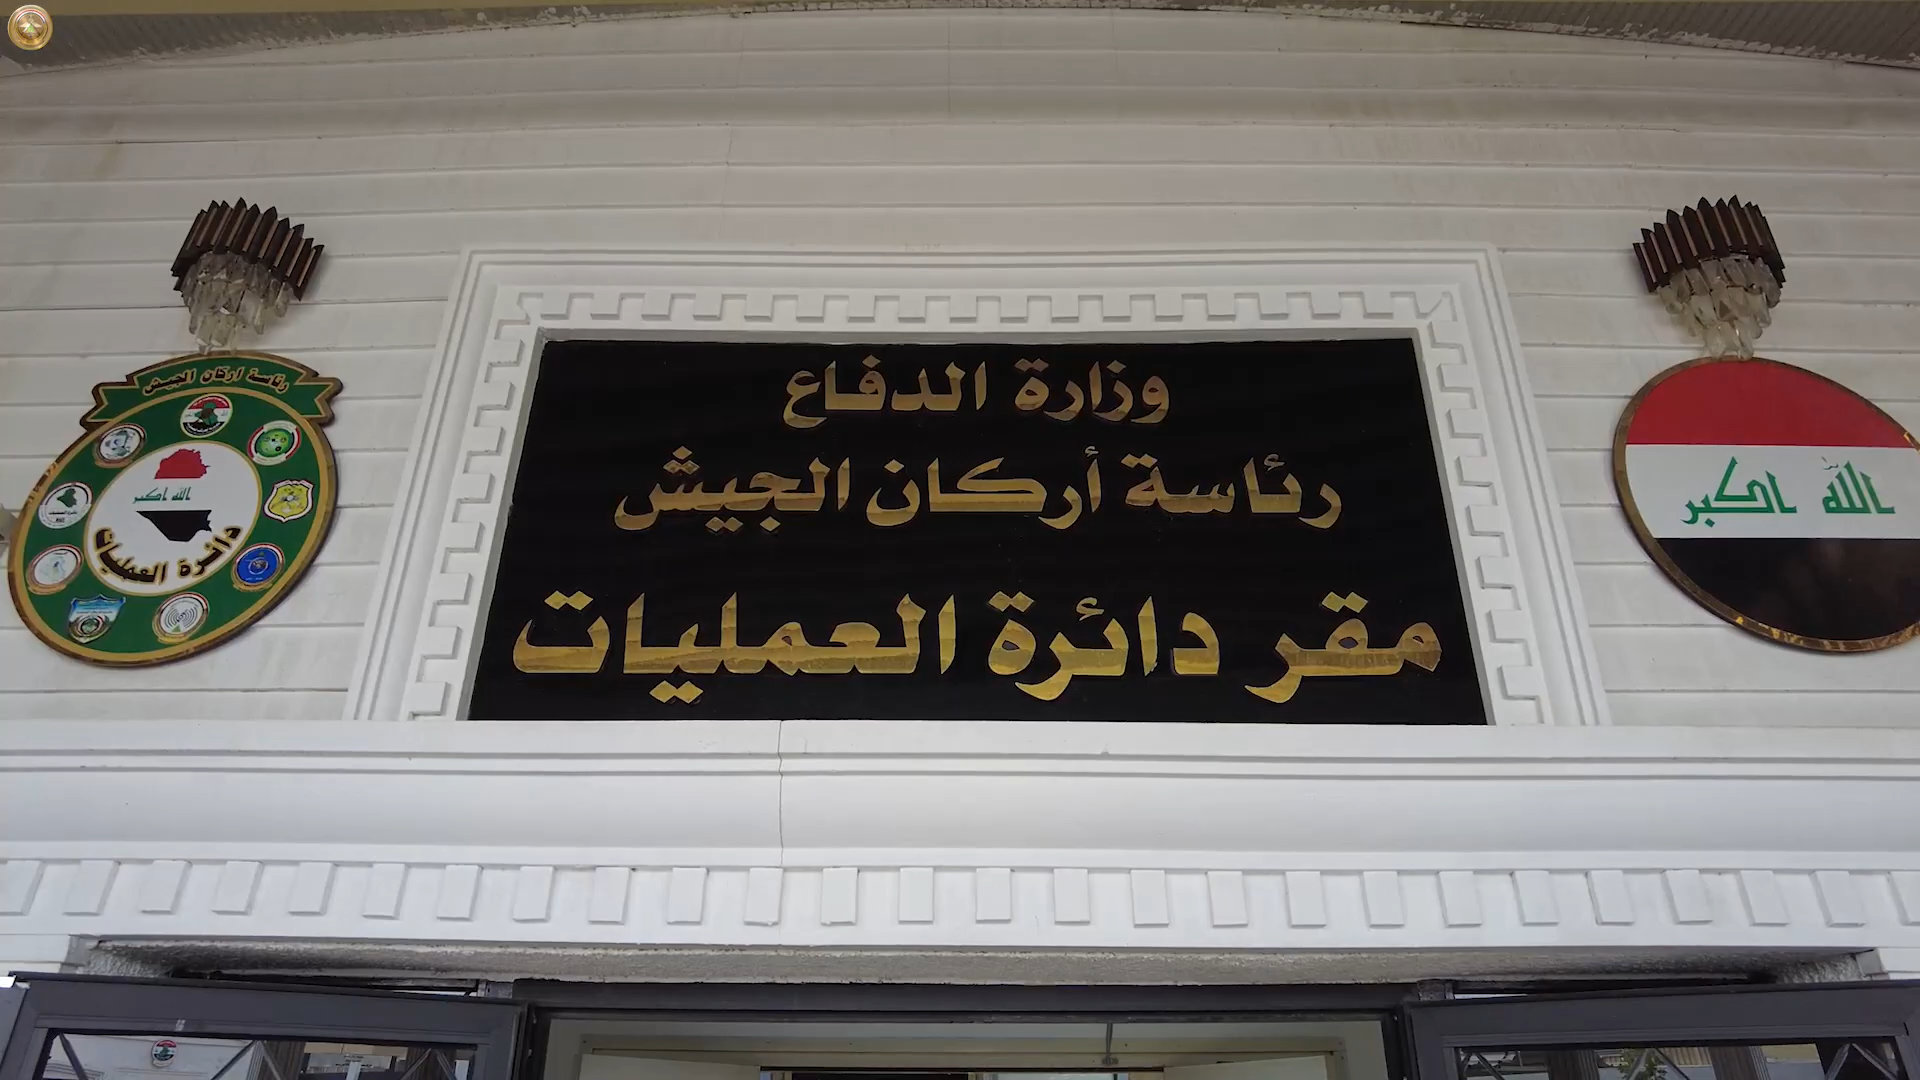 وزارة الدفاع
رئاسة أركان الجيش
مقر دائرة العمليات
رئاسة اركان الجيش
الله اكبر
دائرة العمليات
الله اكبر